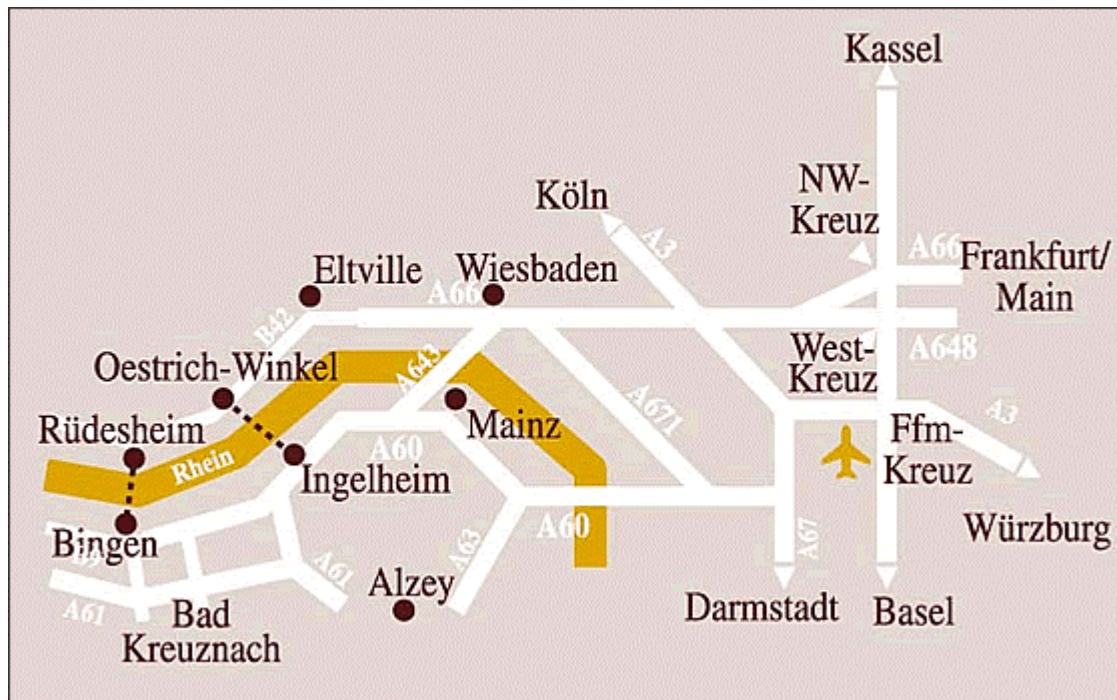 Kassel
NW-
Kreuz
Köln
A3
A66
Frankfurt/
Main
Eltville
Wiesbaden
A66
B42
A648
West-
Kreuz
Oestrich-Winkel
A643
A671
A3
Rüdesheim
Mainz
Ffm-
Kreuz
Rhein
A60
Ingelheim
Bingen
A60
A63
A67
Würzburg
A61
A61
Alzey
Bad
Kreuznach
Darmstadt
Basel